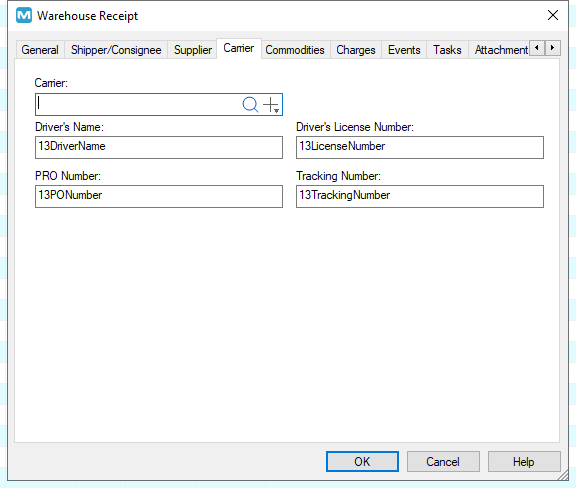 Warehouse Receipt
General Shipper/Consignee Supplier Carrier Commodities Charges Events Tasks Attachment
Carrier:
Driver's Name: Driver's License Number:
13DriverName 13LicenseNumber
PRO Number: Tracking Number:
13PONumber 13TrackingNumber
OK Cancel Help